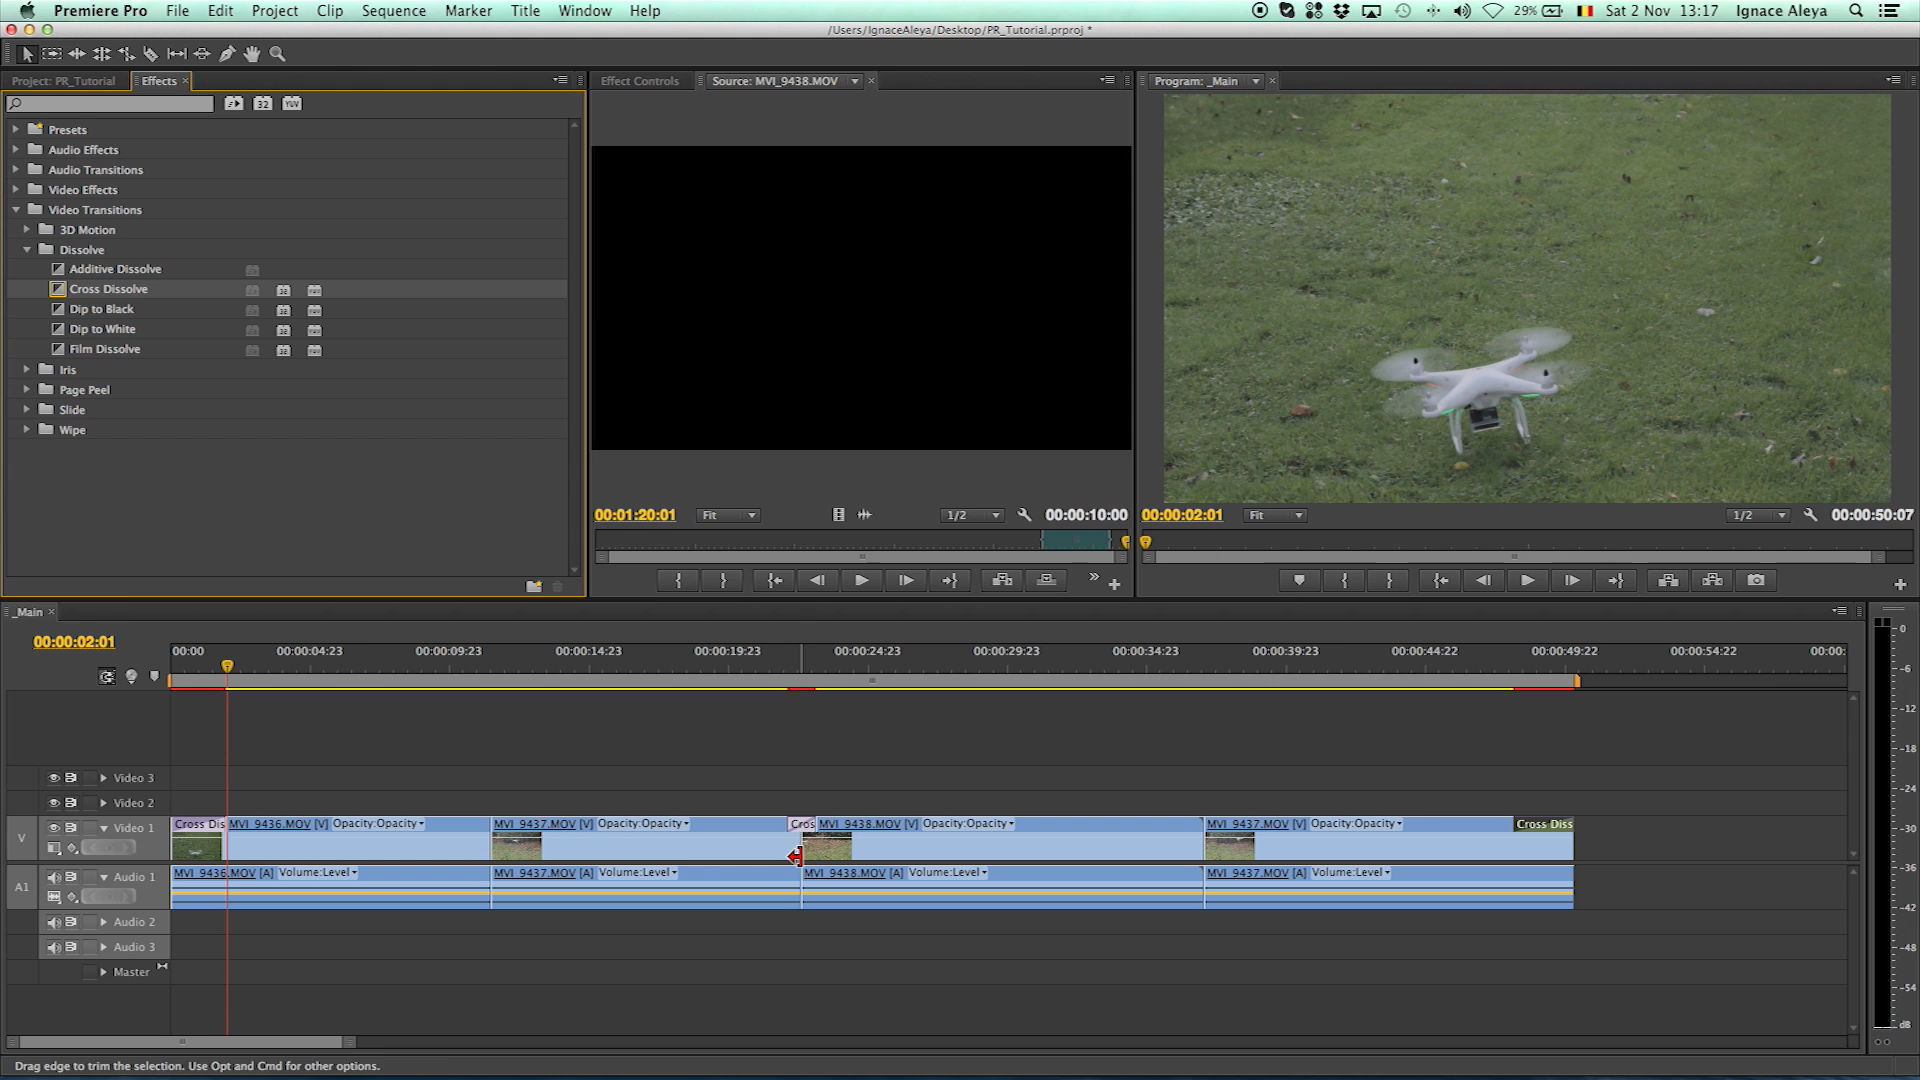 Premiere Pro File Edit Project Clip Sequence Marker Title Window Help 29% Sat 2 Nov 13:17 Ignace Aleya
/Users/IgnaceAleya/Desktop/PR_Tutorial.prproj *
Project: PR_Tutorial Effects × Effect Controls Source: MVI_9438.MOV × Program: _Main ×
32 YUV
Presets
Audio Effects
Audio Transitions
Video Effects
Video Transitions
3D Motion
Dissolve
Additive Dissolve
Cross Dissolve
Dip to Black
Dip to White
Film Dissolve
Iris
Page Peel
Slide
Wipe
00:01:20:01 Fit 1/2 00:00:10:00 00:00:02:01 Fit 1/2 00:00:50:07
_Main ×
00:00:02:01
00:00 00:00:04:23 00:00:09:23 00:00:14:23 00:00:19:23 00:00:24:23 00:00:29:23 00:00:34:23 00:00:39:23 00:00:44:22 00:00:49:22 00:00:54:22 00:00:
Video 3
Video 2
V Video 1 Cross Dis MVI_9436.MOV [V] Opacity:Opacity MVI_9437.MOV [V] Opacity:Opacity Cros MVI_9438.MOV [V] Opacity:Opacity MVI_9437.MOV [V] Opacity:Opacity Cross Diss
A1 Audio 1 MVI_9436.MOV [A] Volume:Level MVI_9437.MOV [A] Volume:Level MVI_9438.MOV [A] Volume:Level MVI_9437.MOV [A] Volume:Level
Audio 2
Audio 3
Master
0
-6
-12
-18
-24
-30
-36
-42
-48
-54
dB
Drag edge to trim the selection. Use Opt and Cmd for other options.